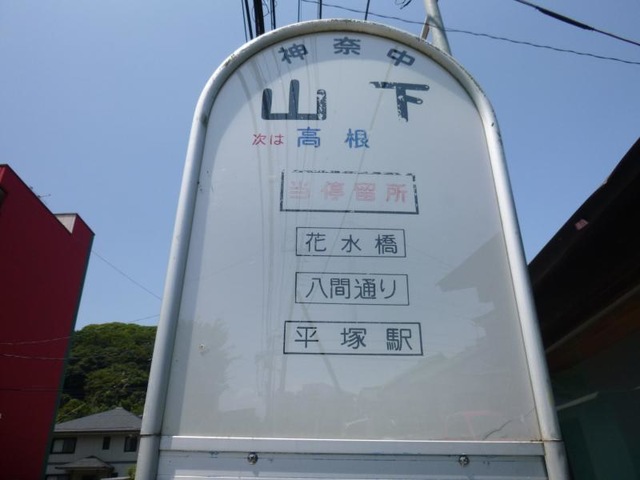 神奈中
山下
次は 高根
当停留所
花水橋
八間通り
平塚駅